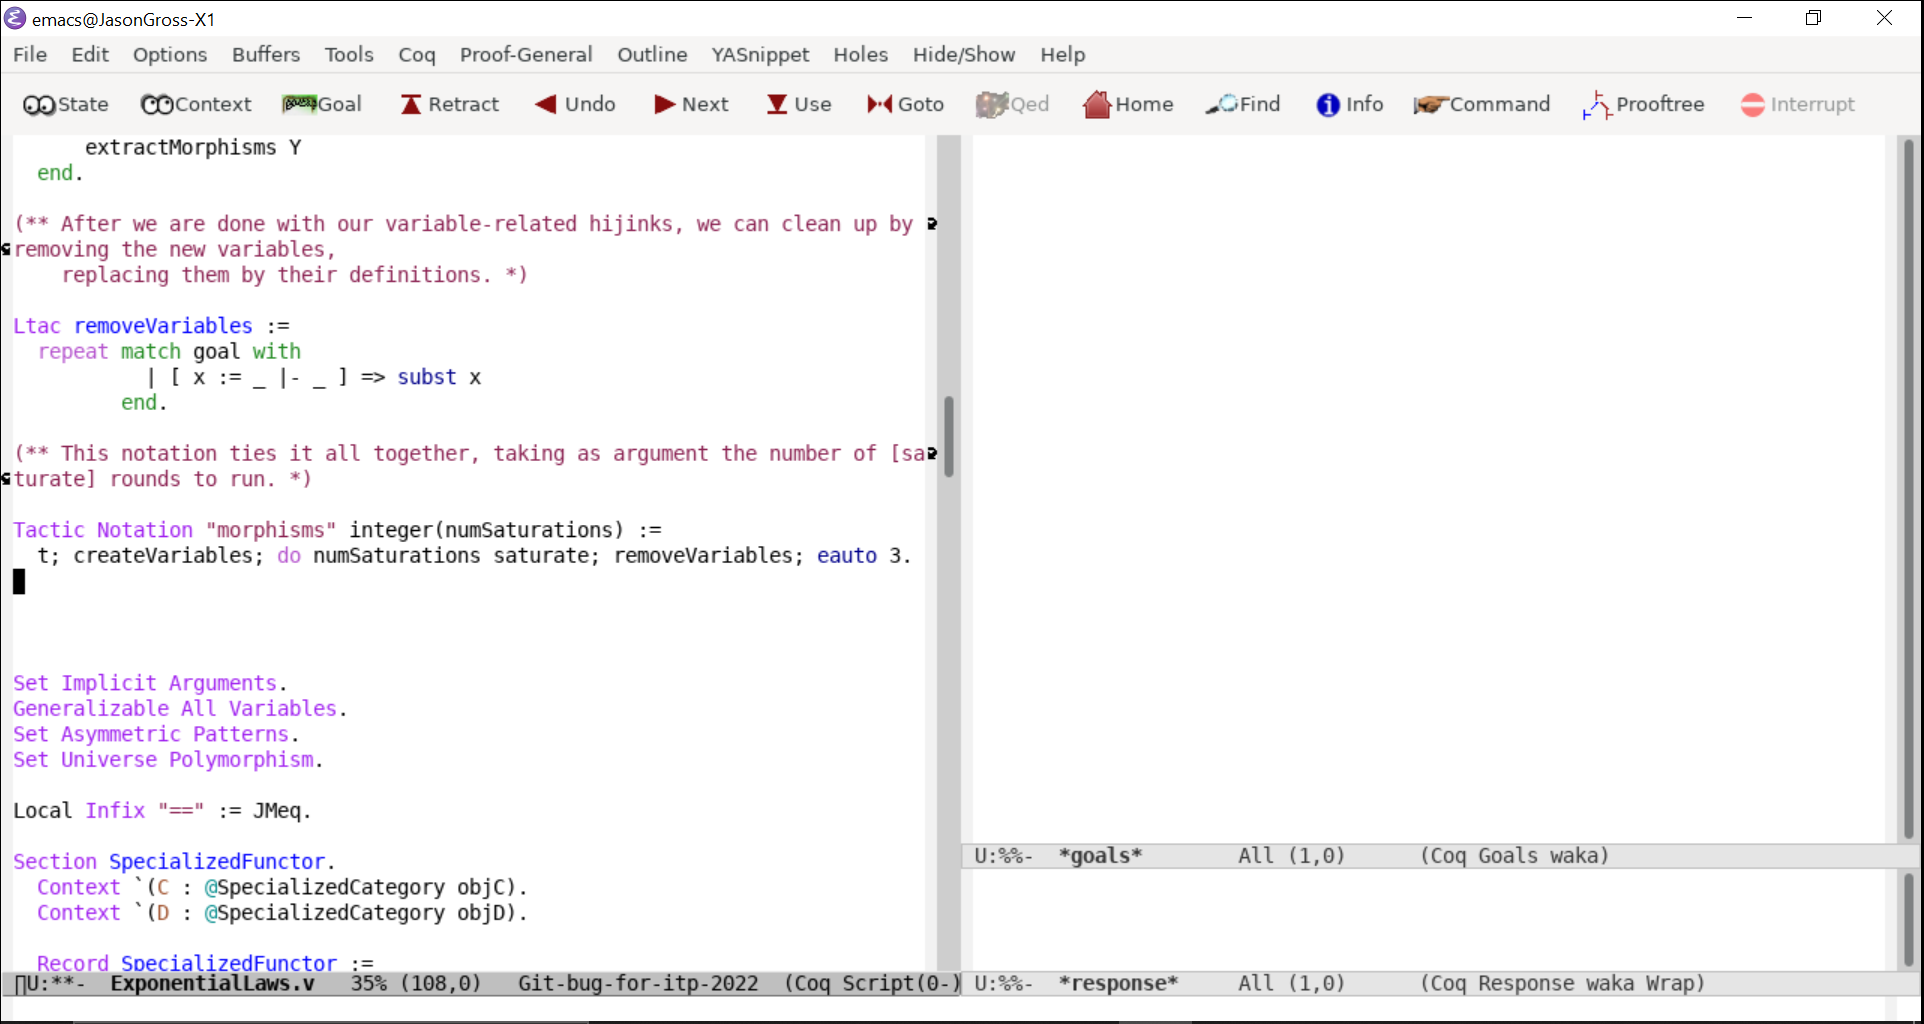 emacs@JasonGross-X1
File Edit Options Buffers Tools Coq Proof-General Outline YASnippet Holes Hide/Show Help
State Context Goal Retract Undo Next Use Goto Qed Home Find Info Command Prooftree Interrupt
extractMorphisms Y
end.
(** After we are done with our variable-related hijinks, we can clean up by
removing the new variables,
replacing them by their definitions. *)
Ltac removeVariables :=
repeat match goal with
| [ x := _ |- _ ] => subst x
end.
(** This notation ties it all together, taking as argument the number of [sa
turate] rounds to run. *)
Tactic Notation "morphisms" integer(numSaturations) :=
t; createVariables; do numSaturations saturate; removeVariables; eauto 3.
Set Implicit Arguments.
Generalizable All Variables.
Set Asymmetric Patterns.
Set Universe Polymorphism.
Local Infix "==" := JMeq.
Section SpecializedFunctor.
Context `(C : @SpecializedCategory objC).
Context `(D : @SpecializedCategory objD).
Record SpecializedFunctor :=
U:**- ExponentialLaws.v 35% (108,0) Git-bug-for-itp-2022 (Coq Script(0-)
U:%%- *goals* All (1,0) (Coq Goals waka)
U:%%- *response* All (1,0) (Coq Response waka Wrap)